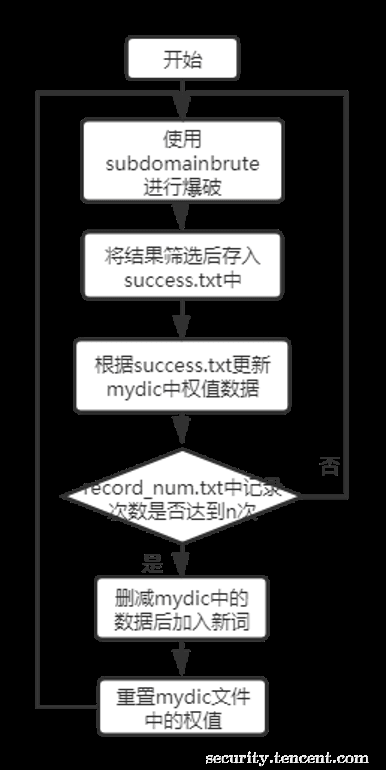 开始
使用
subdomainbrute
进行爆破
将结果筛选后存入
success.txt中
根据success.txt更新
mydic中权值数据
否
record_num.txt中记录
次数是否达到n次
是
删减mydic中的
数据后加入新词
重置mydic文件
中的权值
security.tencent.com